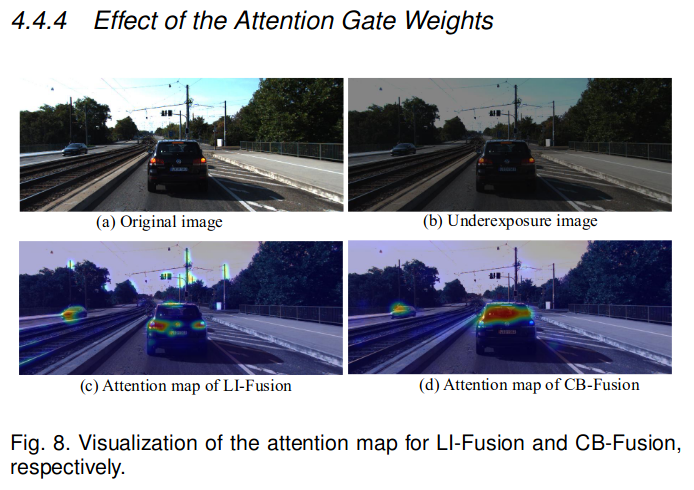 4.4.4 Effect of the Attention Gate Weights
(a) Original image
(b) Underexposure image
(c) Attention map of LI-Fusion
(d) Attention map of CB-Fusion
Fig. 8. Visualization of the attention map for LI-Fusion and CB-Fusion,
respectively.